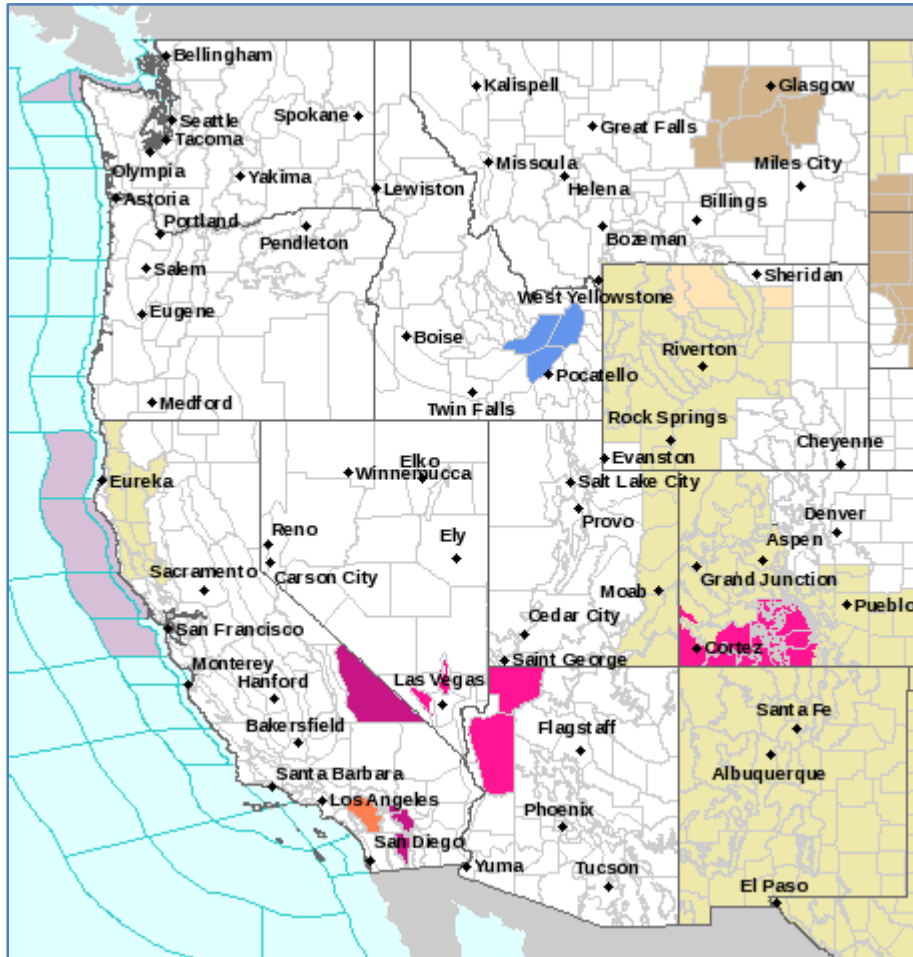 Bellingham
Kalispell
Glasgow
Seattle
Spokane
Great Falls
Tacoma
Olympia
Missoula
Miles City
Yakima
Lewiston
Helena
Astoria
Billings
Portland
Pendleton
Bozeman
Salem
Sheridan
West Yellowstone
Eugene
Boise
Riverton
Pocatello
Medford
Twin Falls
Rock Springs
Cheyenne
Elko
Evanston
Winnemucca
Eureka
Salt Lake City
Provo
Denver
Reno
Ely
Aspen
Sacramento
Carson City
Grand Junction
Moab
Pueblo
Cedar City
San Francisco
Cortez
Saint George
Monterey
Las Vegas
Hanford
Santa Fe
Bakersfield
Flagstaff
Albuquerque
Santa Barbara
Los Angeles
Phoenix
San Diego
Yuma
Tucson
El Paso